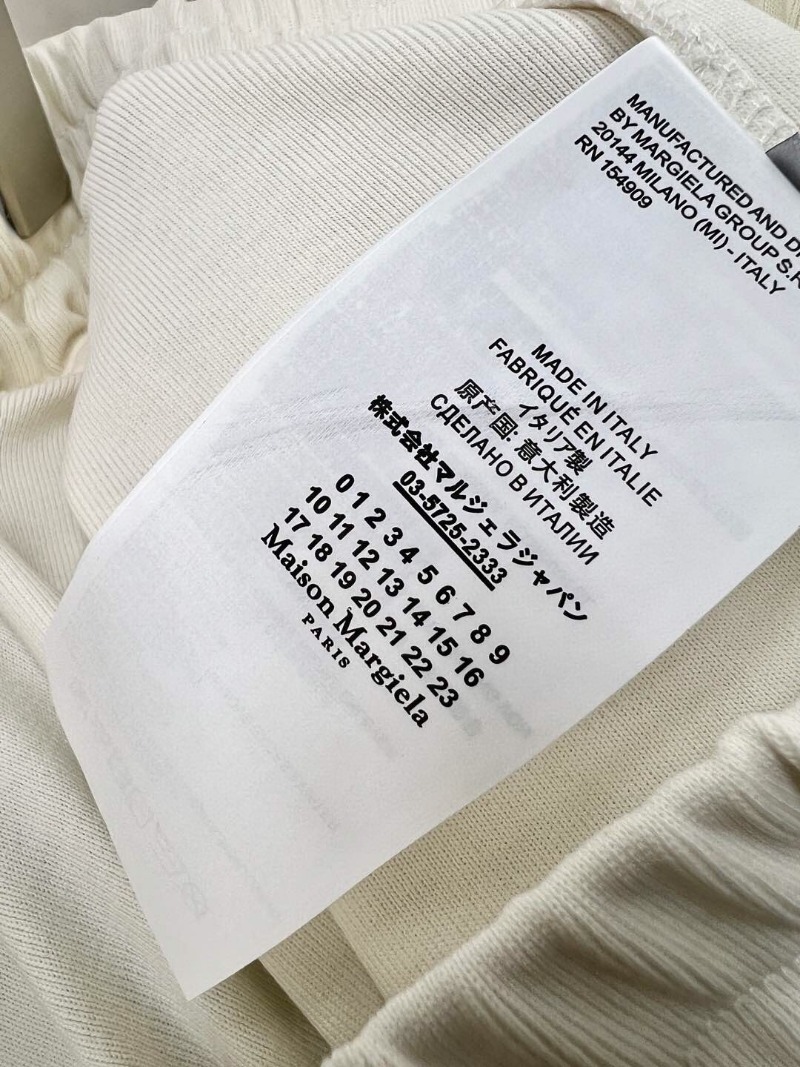 MANUFACTURED AND
BY MARGIELA GROUP
20144 MILANO (MI) - ITALY
RN 154909
MADE IN ITALY
FABRIQUÉ EN ITALIE
イタリア製
原产国: 意大利製造
СДЕЛАНО В ИТАЛИИ
株式会社マルジェラジャパン
03-5725-2333
0 1 2 3 4 5 6 7 8 9
10 11 12 13 14 15 16
17 18 19 20 21 22 23
Maison Margiela
PARIS